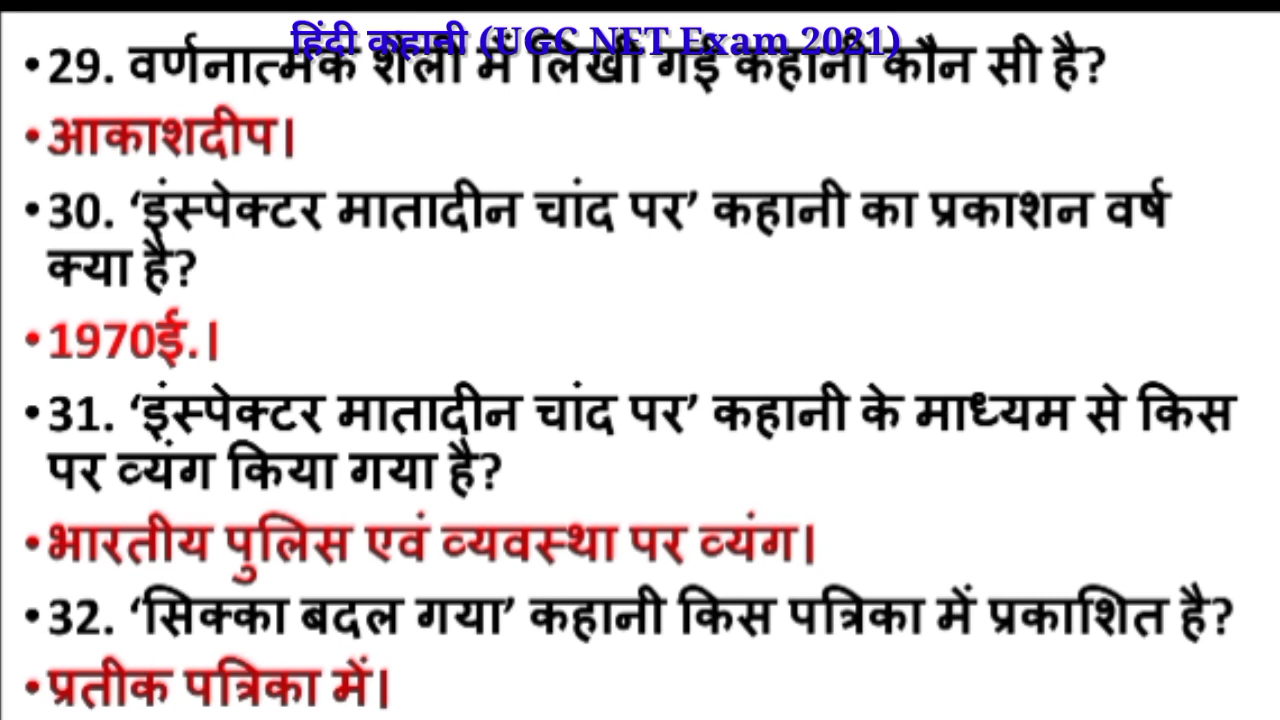 हिंदी कहानी (UGC NET Exam 2021)
•29. वर्णनात्मक शैली में लिखी गई कहानी कौन सी है?
•आकाशदीप।
•30. ‘इंस्पेक्टर मातादीन चांद पर’ कहानी का प्रकाशन वर्ष
क्या है?
•1970ई.।
•31. ‘इंस्पेक्टर मातादीन चांद पर’ कहानी के माध्यम से किस
पर व्यंग किया गया है?
•भारतीय पुलिस एवं व्यवस्था पर व्यंग।
•32. ‘सिक्का बदल गया’ कहानी किस पत्रिका में प्रकाशित है?
•प्रतीक पत्रिका में।